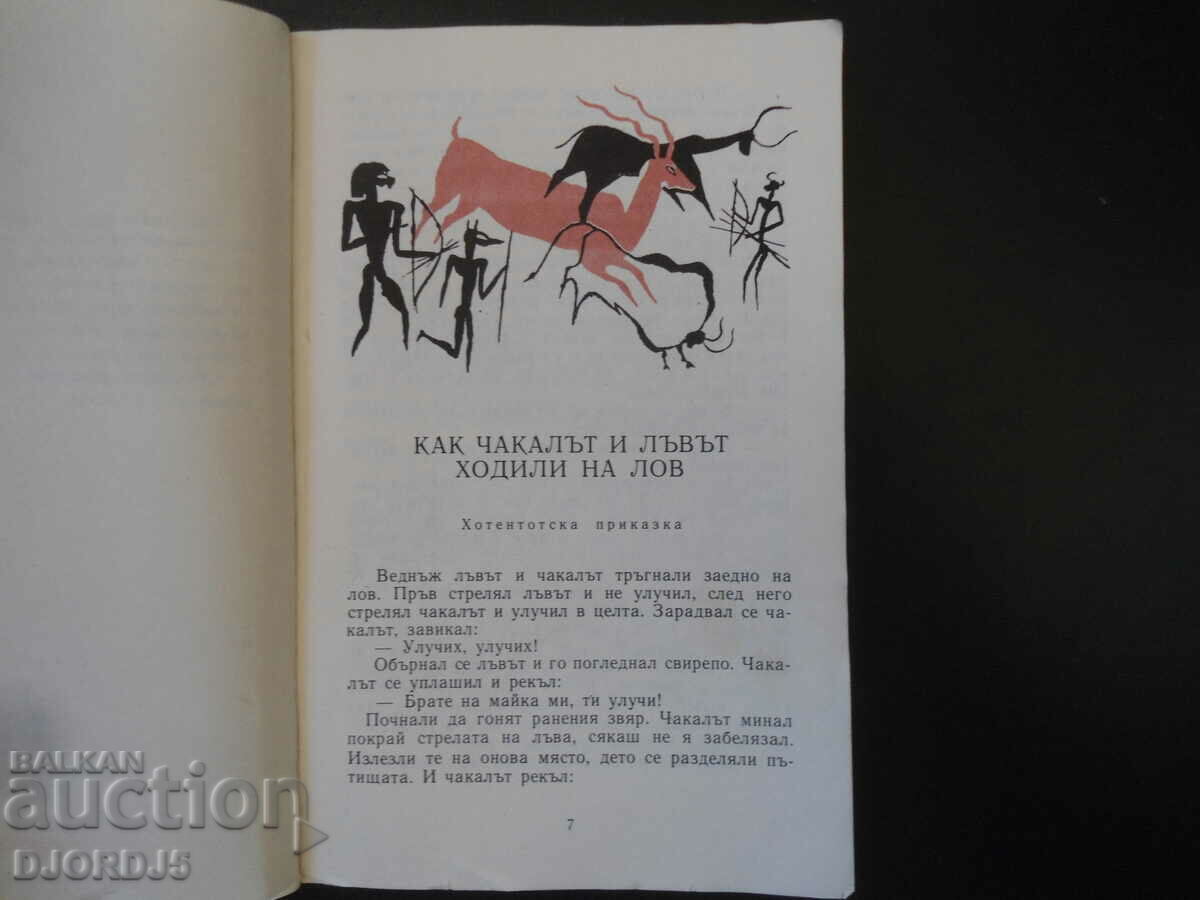 КАК ЧАКАЛЪТ И ЛЪВЪТ
ХОДИЛИ НА ЛОВ
Хотентотска приказка
Веднъж лъвът и чакалът тръгнали заедно на
лов. Пръв стрелял лъвът и не улучил, след него
стрелял чакалът и улучил в целта. Зарадвал се ча-
калът, завикал:
— Улучих, улучих!
Обърнал се лъвът и го погледнал свирепо. Чака-
лът се уплашил и рекъл:
— Брате на майка ми, ти улучи!
Почнали да гонят ранения звяр. Чакалът минал
покрай стрелата на лъва, сякаш не я забелязал.
Излезли те на онова място, дето се разделяли пъ-
тищата. И чакалът рекъл:
7
BALKAN
auction
DJORDJ5